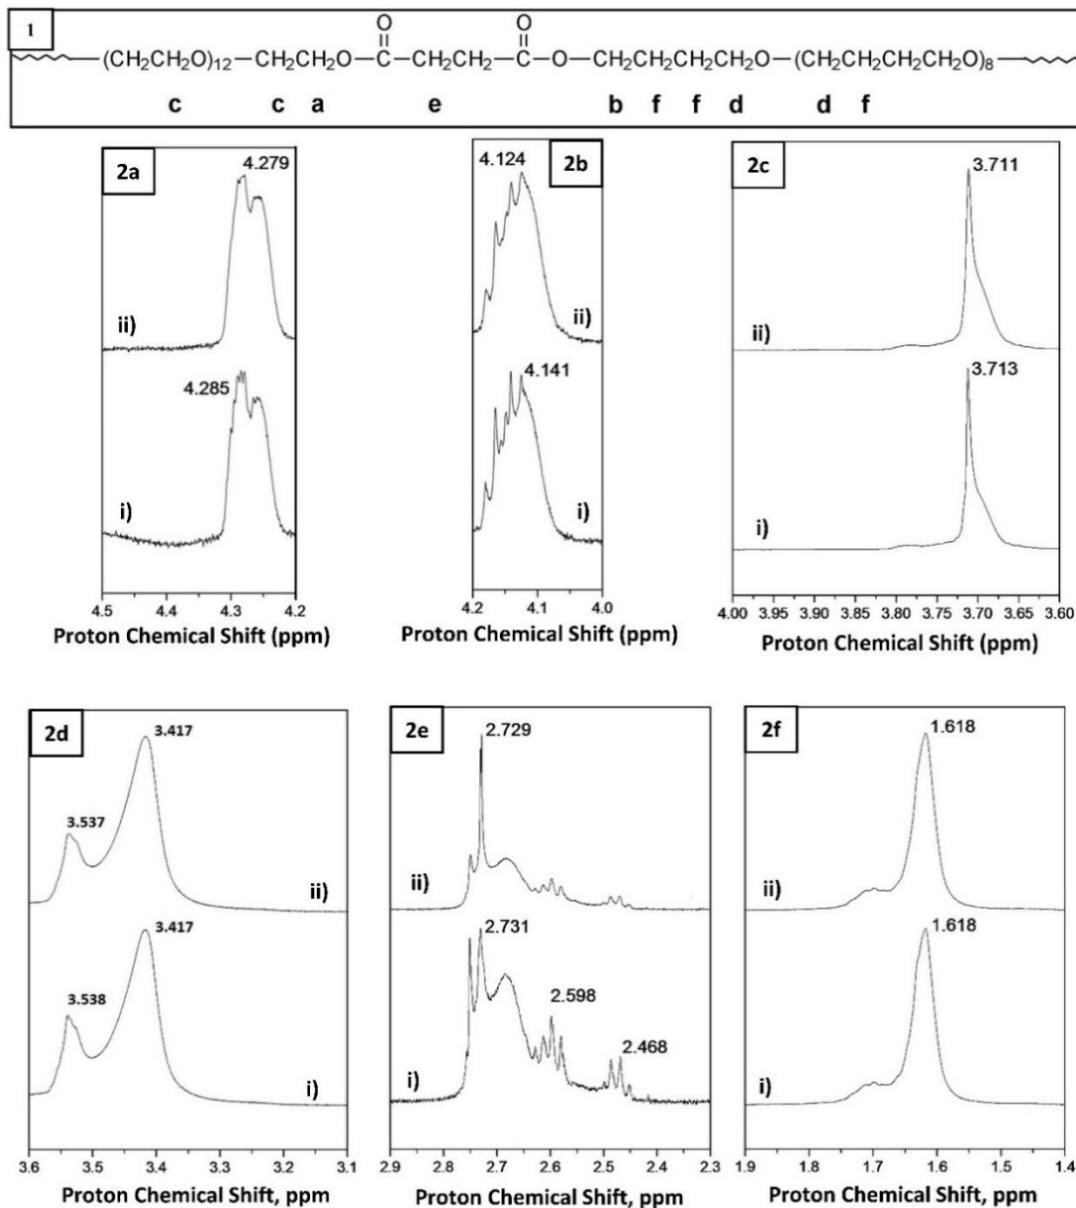 1
O O
(CH2CH2O)12—CH2—CH2O—C—CH2CH2—C—O—CH2CH2CH2CH2O—(CH2CH2CH2CH2O)8
c c a e b f f d d f
2a
4.279
ii)
4.285
i)
4.5 4.4 4.3 4.2
Proton Chemical Shift (ppm)
2b
4.124
ii)
4.141
i)
4.2 4.1 4.0
Proton Chemical Shift (ppm)
2c
3.711
ii)
3.713
i)
4.00 3.95 3.90 3.85 3.80 3.75 3.70 3.65 3.60
Proton Chemical Shift (ppm)
2d
3.417
3.537
ii)
3.417
3.538
i)
3.6 3.5 3.4 3.3 3.2 3.1
Proton Chemical Shift, ppm
2e
2.729
ii)
2.731
2.598
2.468
i)
2.9 2.8 2.7 2.6 2.5 2.4 2.3
Proton Chemical Shift, ppm
2f
1.618
ii)
1.618
i)
1.9 1.8 1.7 1.6 1.5 1.4
Proton Chemical Shift, ppm